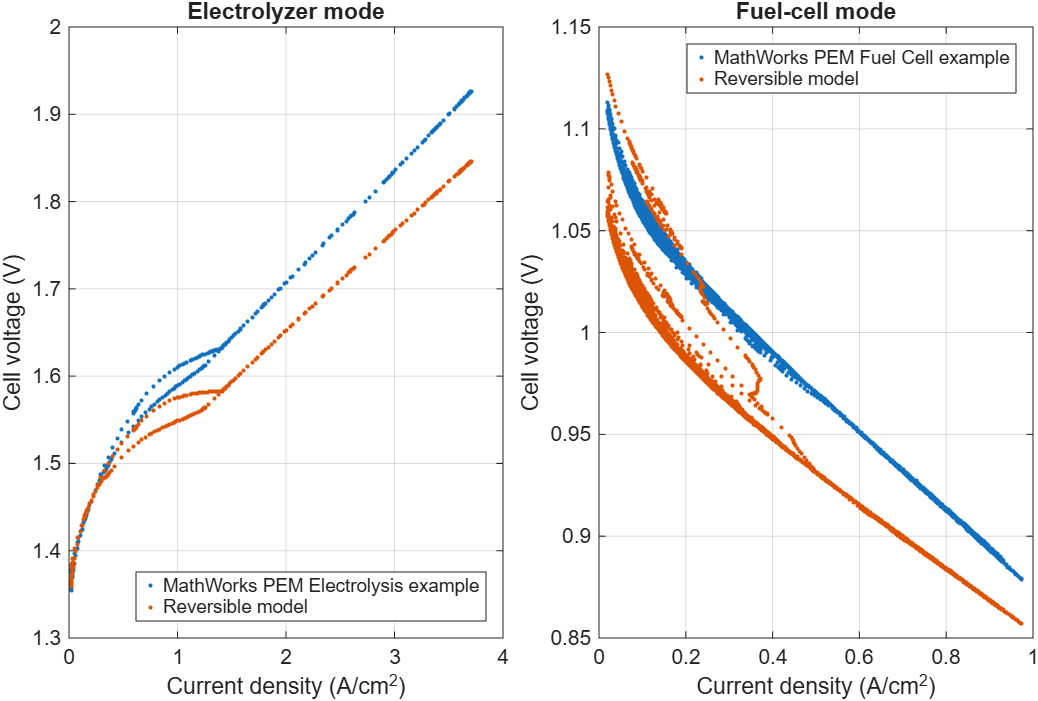 Electrolyzer mode
2
1.9
1.8
1.7
1.6
1.5
1.4
1.3
Cell voltage (V)
MathWorks PEM Electrolysis example
Reversible model
0 1 2 3 4
Current density (A/cm²)
Fuel-cell mode
1.15
1.1
1.05
1
0.95
0.9
0.85
Cell voltage (V)
MathWorks PEM Fuel Cell example
Reversible model
0 0.2 0.4 0.6 0.8 1
Current density (A/cm²)